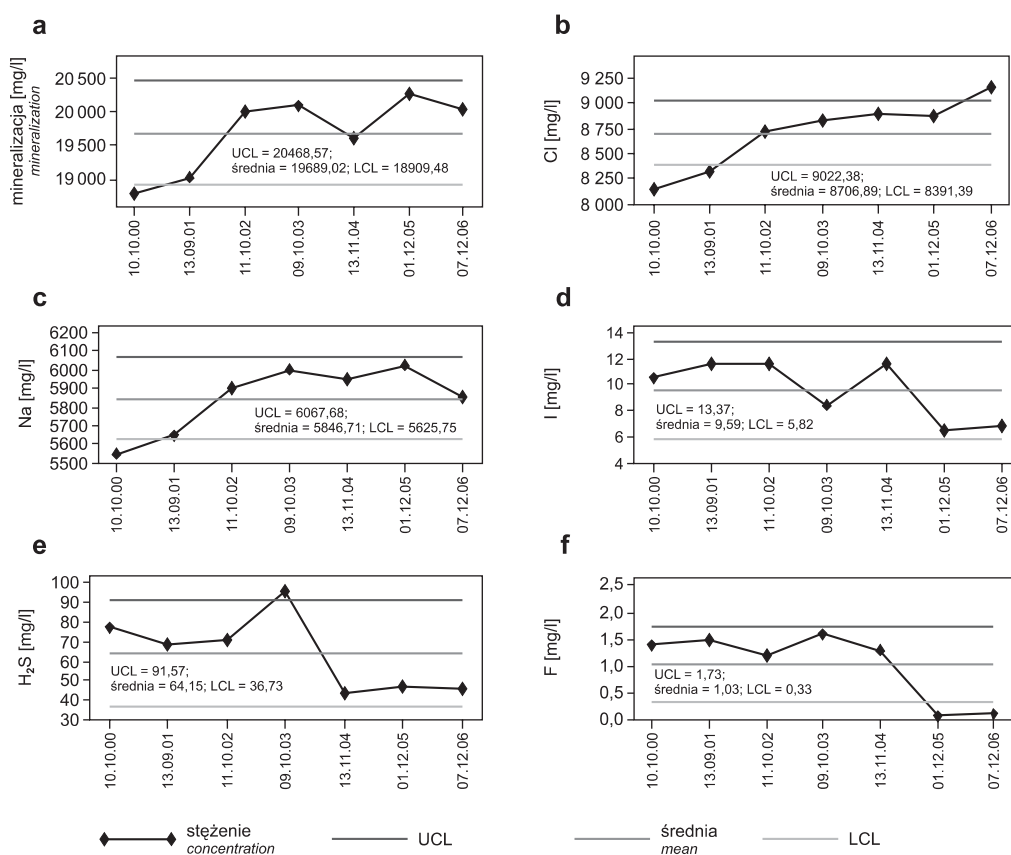 a
mineralizacja [mg/l]
mineralization
20 500
20 000
19 500
19 000
UCL = 20468,57;
średnia = 19689,02; LCL = 18909,48
10.10.00
13.09.01
11.10.02
09.10.03
13.11.04
01.12.05
07.12.06
b
Cl [mg/l]
9 250
9 000
8 750
8 500
8 250
8 000
UCL = 9022,38;
średnia = 8706,89; LCL = 8391,39
10.10.00
13.09.01
11.10.02
09.10.03
13.11.04
01.12.05
07.12.06
c
Na [mg/l]
6200
6100
6000
5900
5800
5700
5600
5500
UCL = 6067,68;
średnia = 5846,71; LCL = 5625,75
10.10.00
13.09.01
11.10.02
09.10.03
13.11.04
01.12.05
07.12.06
d
I [mg/l]
14
12
10
8
6
4
UCL = 13,37;
średnia = 9,59; LCL = 5,82
10.10.00
13.09.01
11.10.02
09.10.03
13.11.04
01.12.05
07.12.06
e
H₂S [mg/l]
100
90
80
70
60
50
40
30
UCL = 91,57;
średnia = 64,15; LCL = 36,73
10.10.00
13.09.01
11.10.02
09.10.03
13.11.04
01.12.05
07.12.06
f
F [mg/l]
2,5
2,0
1,5
1,0
0,5
0,0
UCL = 1,73;
średnia = 1,03; LCL = 0,33
10.10.00
13.09.01
11.10.02
09.10.03
13.11.04
01.12.05
07.12.06
stężenie
concentration
UCL
średnia
mean
LCL